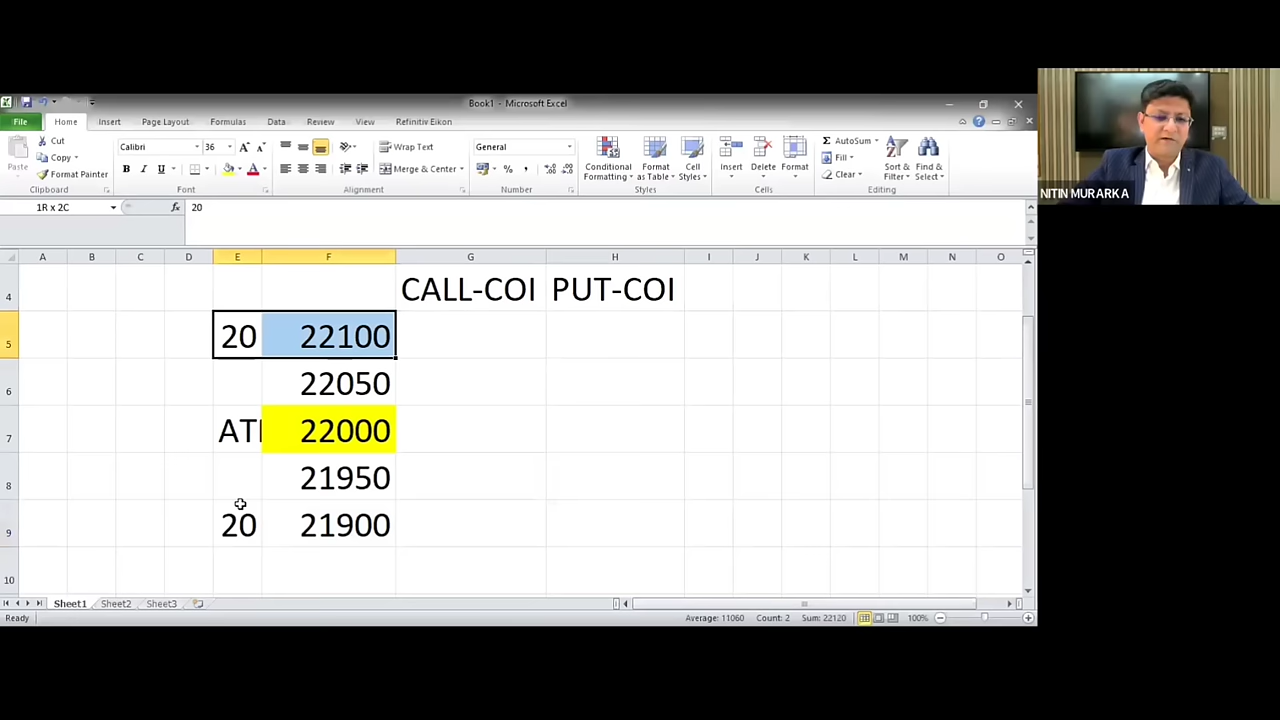 Book1 - Microsoft Excel
File Home Insert Page Layout Formulas Data Review View Refinitiv Eikon
Paste Cut Copy Format Painter Clipboard
Calibri 36 A A B I U A Font
Wrap Text Merge & Center Alignment
General % , Number
Conditional Formatting Format as Table Cell Styles Styles
Insert Delete Format Cells
Σ AutoSum Fill Clear Sort & Filter Find & Select Editing
NITIN MURARKA
1R x 2C fx 20
A B C D E F G H I J K L M N O
4 CALL-COI PUT-COI
5 20 22100
6 22050
7 ATI 22000
8 21950
9 20 21900
10
Sheet1 Sheet2 Sheet3
Ready Average: 11060 Count: 2 Sum: 22120 100%